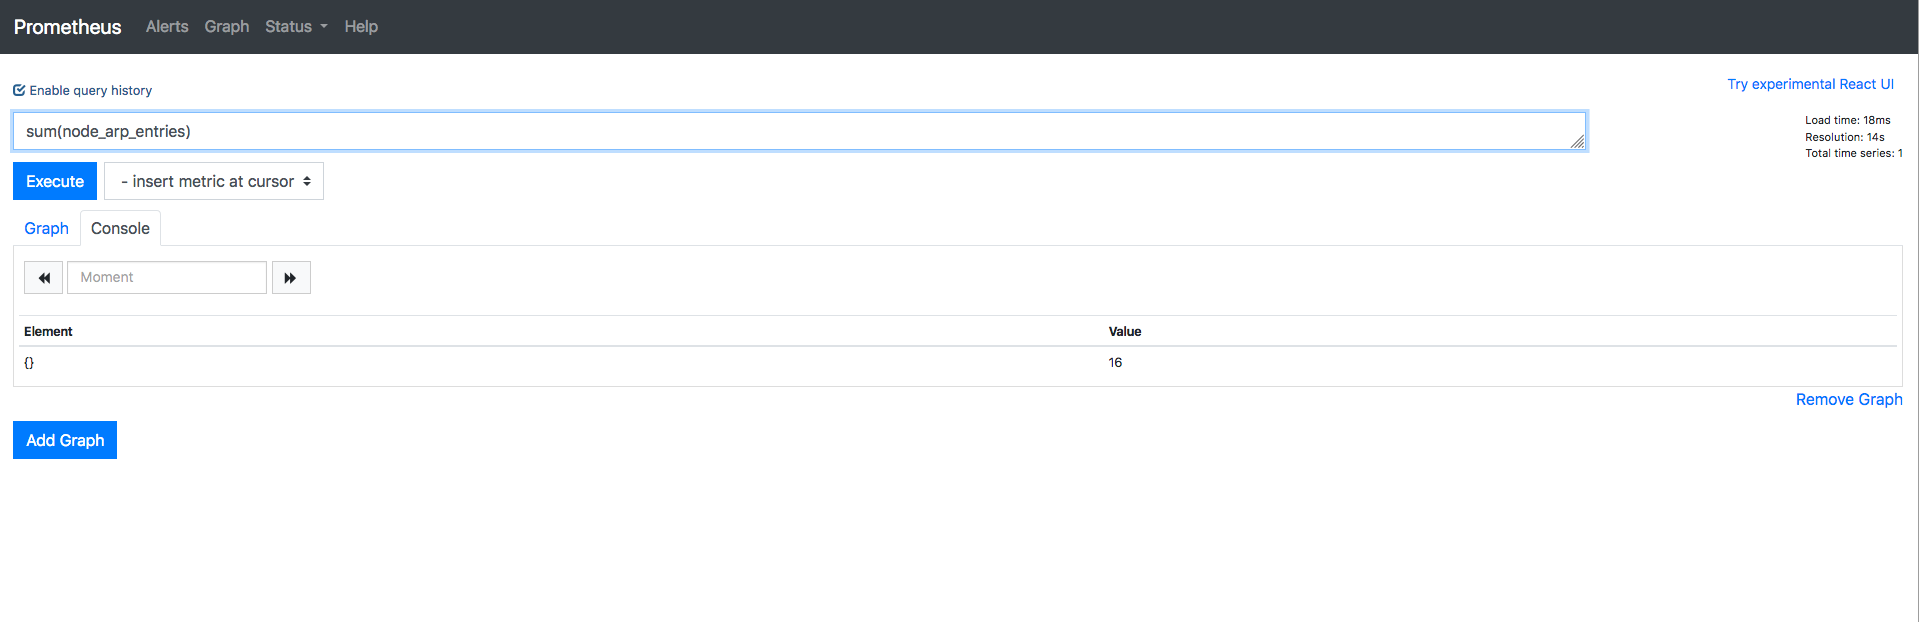 Prometheus Alerts Graph Status Help
Enable query history
Try experimental React UI
sum(node_arp_entries)
Load time: 18ms
Resolution: 14s
Total time series: 1
Execute - insert metric at cursor
Graph Console
Moment
Element Value
{} 16
Remove Graph
Add Graph